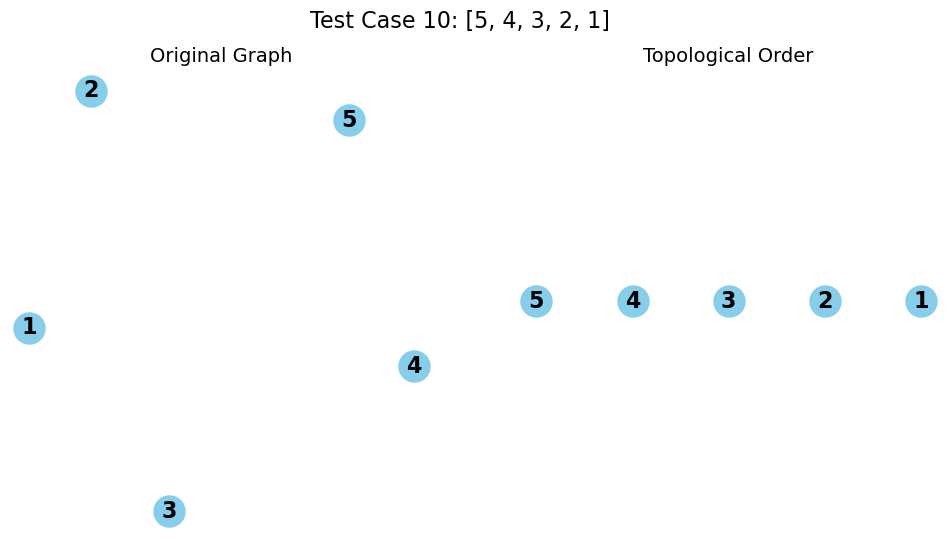 Test Case 10: [5, 4, 3, 2, 1]
Original Graph
2
5
1
4
3
Topological Order
5 4 3 2 1